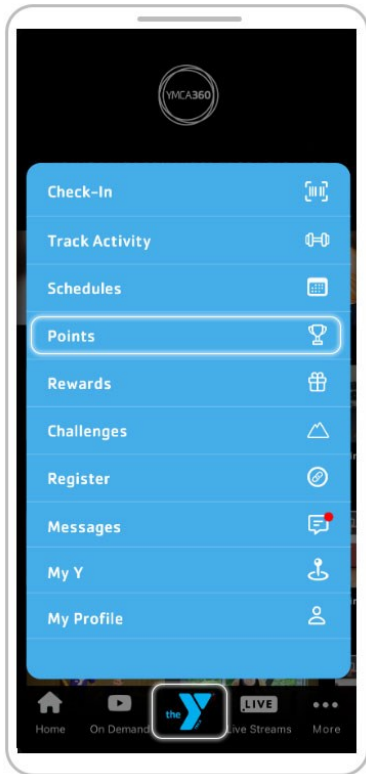 YMCA360
Check-In
Track Activity
Schedules
Points
Rewards
Challenges
Register
Messages
My Y
My Profile
the Y
LIVE
Home On Demand Live Streams More